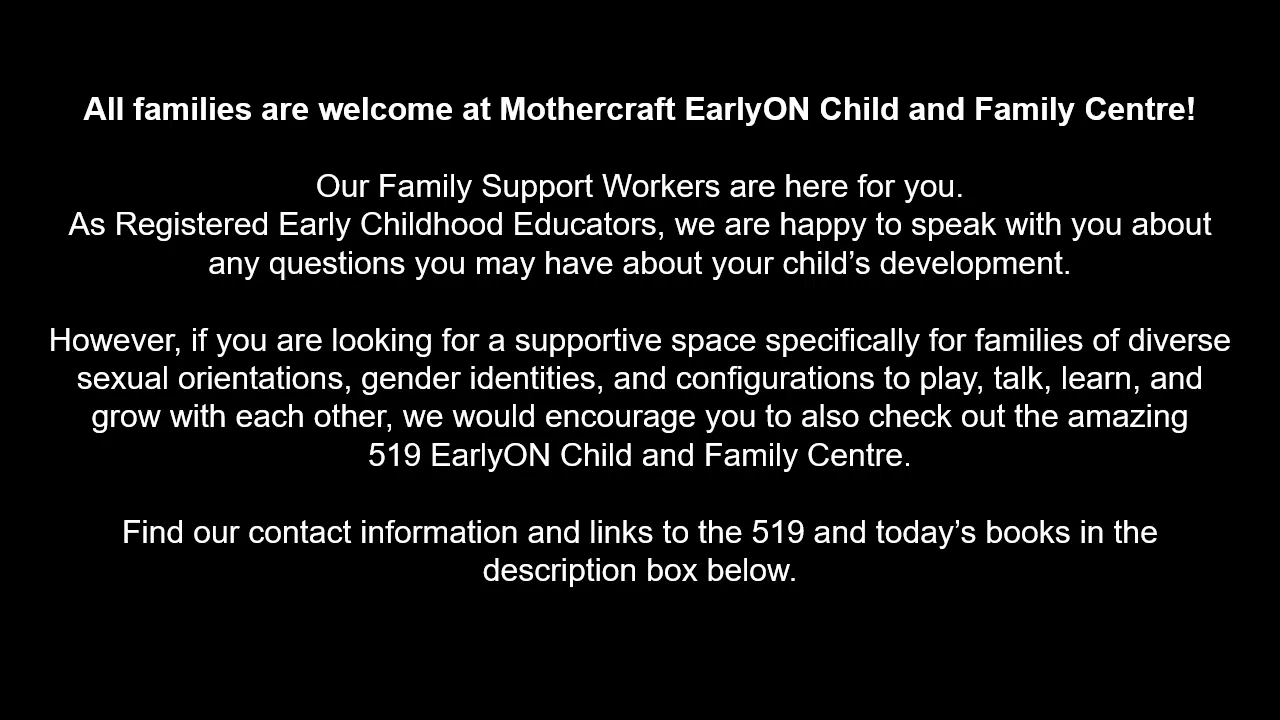 All families are welcome at Mothercraft EarlyON Child and Family Centre!
Our Family Support Workers are here for you.
As Registered Early Childhood Educators, we are happy to speak with you about
any questions you may have about your child’s development.
However, if you are looking for a supportive space specifically for families of diverse
sexual orientations, gender identities, and configurations to play, talk, learn, and
grow with each other, we would encourage you to also check out the amazing
519 EarlyON Child and Family Centre.
Find our contact information and links to the 519 and today’s books in the
description box below.